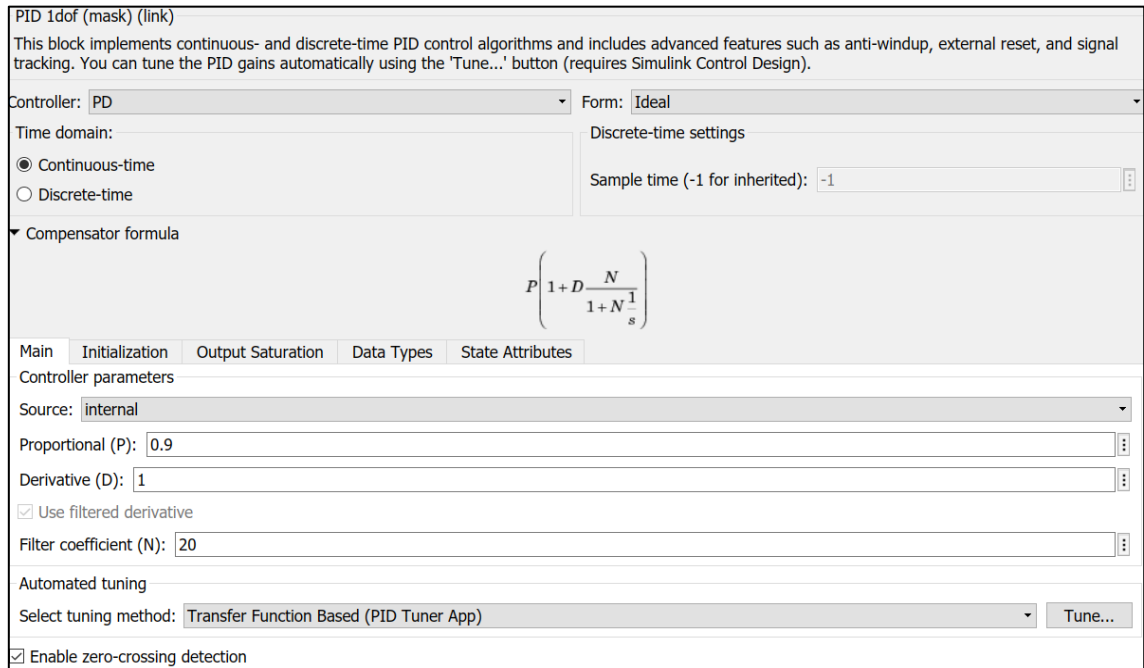 PID 1dof (mask) (link)
This block implements continuous- and discrete-time PID control algorithms and includes advanced features such as anti-windup, external reset, and signal
tracking. You can tune the PID gains automatically using the 'Tune...' button (requires Simulink Control Design).
Controller: PD Form: Ideal
Time domain: Discrete-time settings
Continuous-time
Discrete-time
Sample time (-1 for inherited): -1
Compensator formula
P(1+D N/(1+N 1/s))
Main Initialization Output Saturation Data Types State Attributes
Controller parameters
Source: internal
Proportional (P): 0.9
Derivative (D): 1
Use filtered derivative
Filter coefficient (N): 20
Automated tuning
Select tuning method: Transfer Function Based (PID Tuner App) Tune...
Enable zero-crossing detection